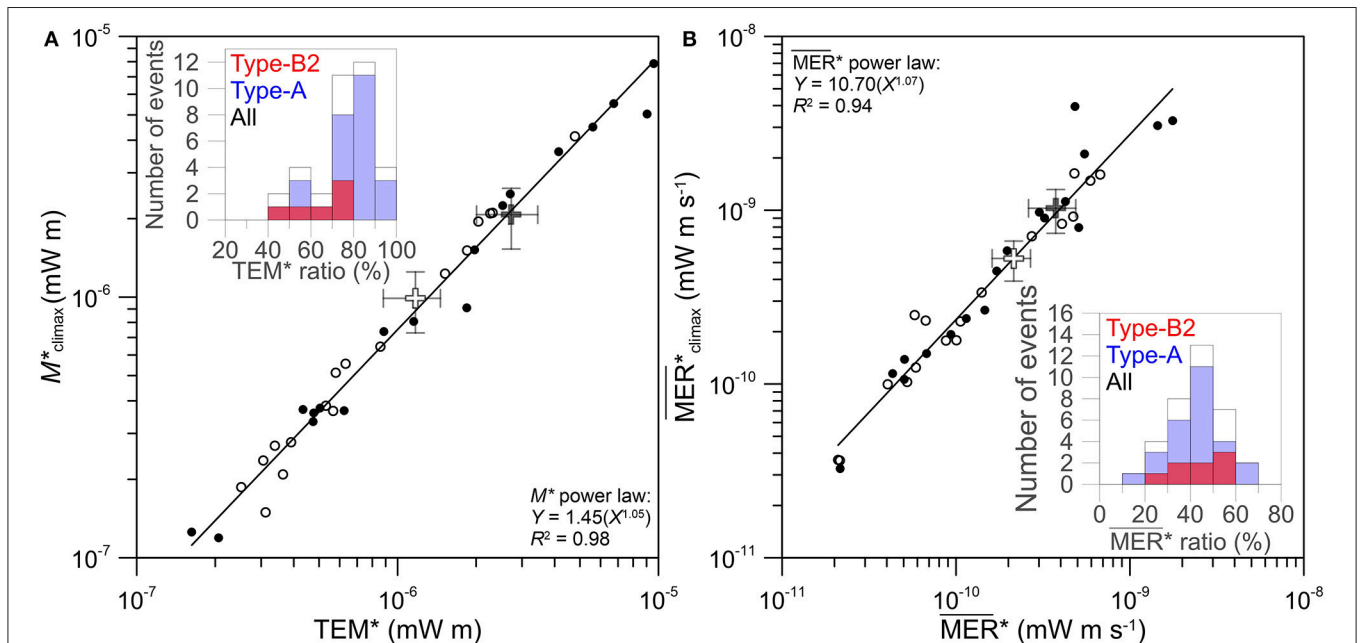 A
10⁻⁵
10⁻⁶
10⁻⁷
M*climax (mW m)
12
10
8
6
4
2
0
Number of events
Type-B2
Type-A
All
20 40 60 80 100
TEM* ratio (%)
M* power law:
Y = 1.45(X^1.05)
R² = 0.98
10⁻⁷ 10⁻⁶ 10⁻⁵
TEM* (mW m)
B
10⁻⁸
10⁻⁹
10⁻¹⁰
10⁻¹¹
M̅E̅R̅*climax (mW m s⁻¹)
M̅E̅R̅* power law:
Y = 10.70(X^1.07)
R² = 0.94
16
14
12
10
8
6
4
2
0
Number of events
Type-B2
Type-A
All
0 20 40 60 80
M̅E̅R̅* ratio (%)
10⁻¹¹ 10⁻¹⁰ 10⁻⁹ 10⁻⁸
M̅E̅R̅* (mW m s⁻¹)